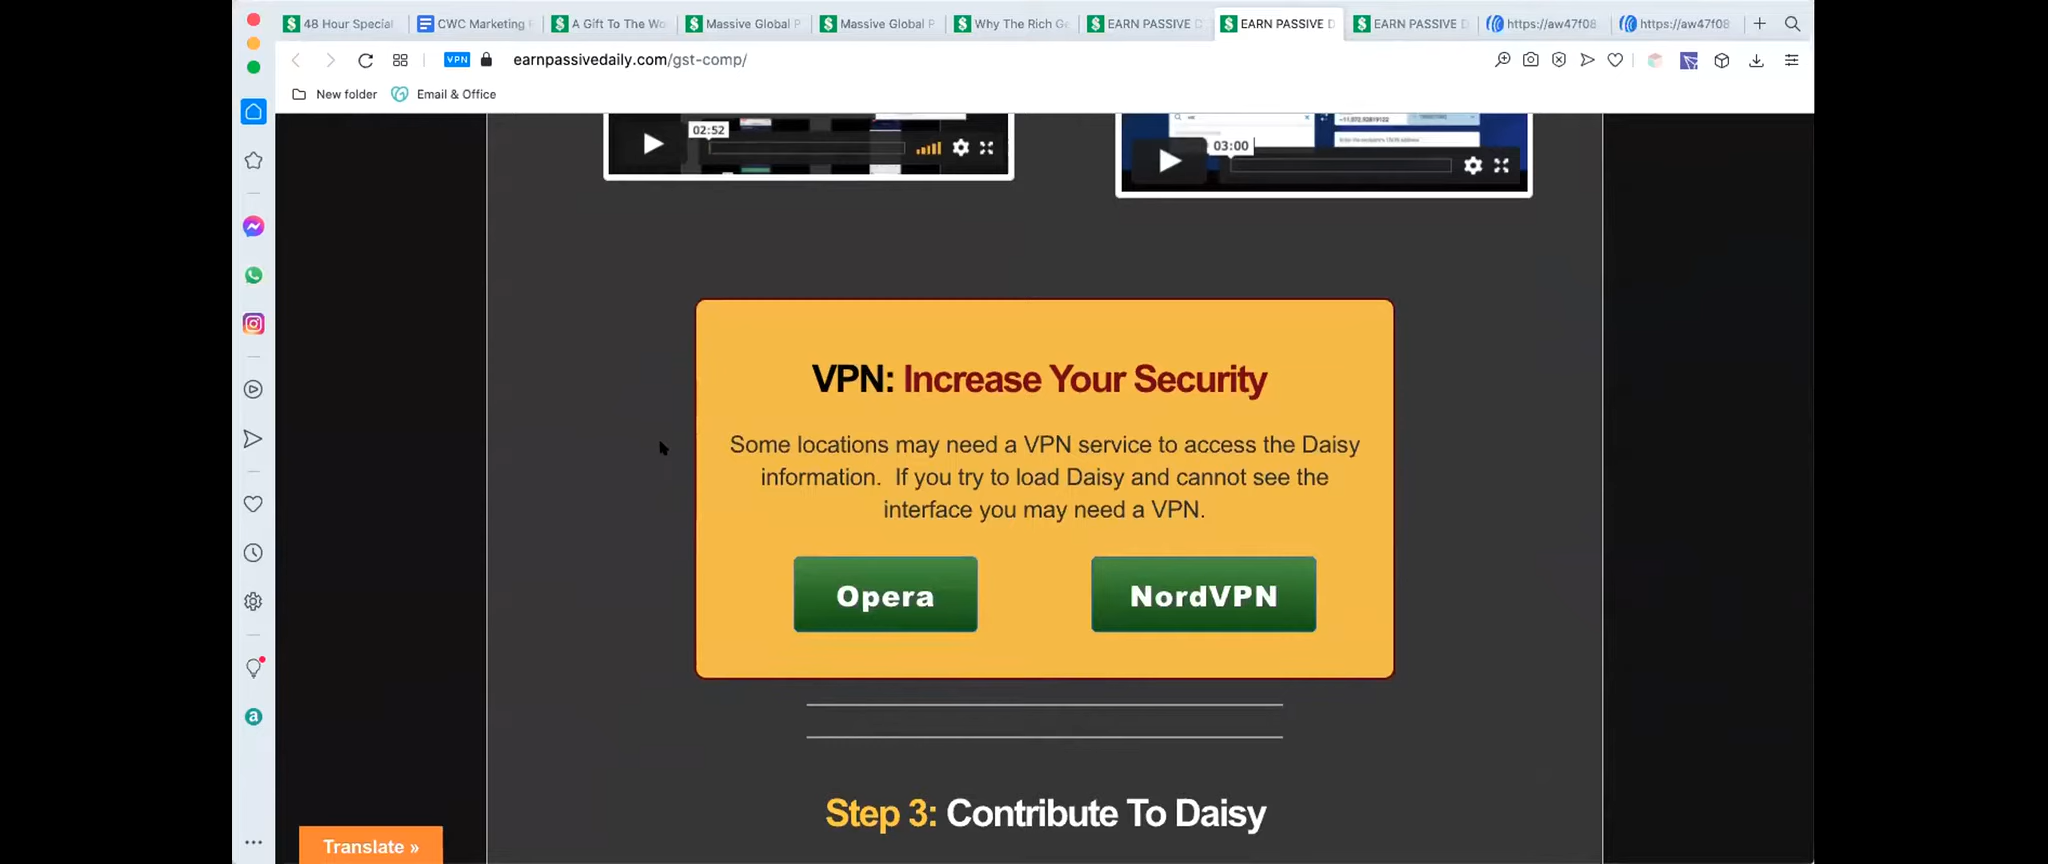 48 Hour Special
CWC Marketing
A Gift To The Wo
Massive Global P
Massive Global P
Why The Rich Ge
EARN PASSIVE D
EARN PASSIVE D
EARN PASSIVE D
https://aw47f08
https://aw47f08
VPN
earnpassivedaily.com/gst-comp/
New folder
Email & Office
02:52
03:00
VPN: Increase Your Security
Some locations may need a VPN service to access the Daisy
information. If you try to load Daisy and cannot see the
interface you may need a VPN.
Opera
NordVPN
Step 3: Contribute To Daisy
Translate »